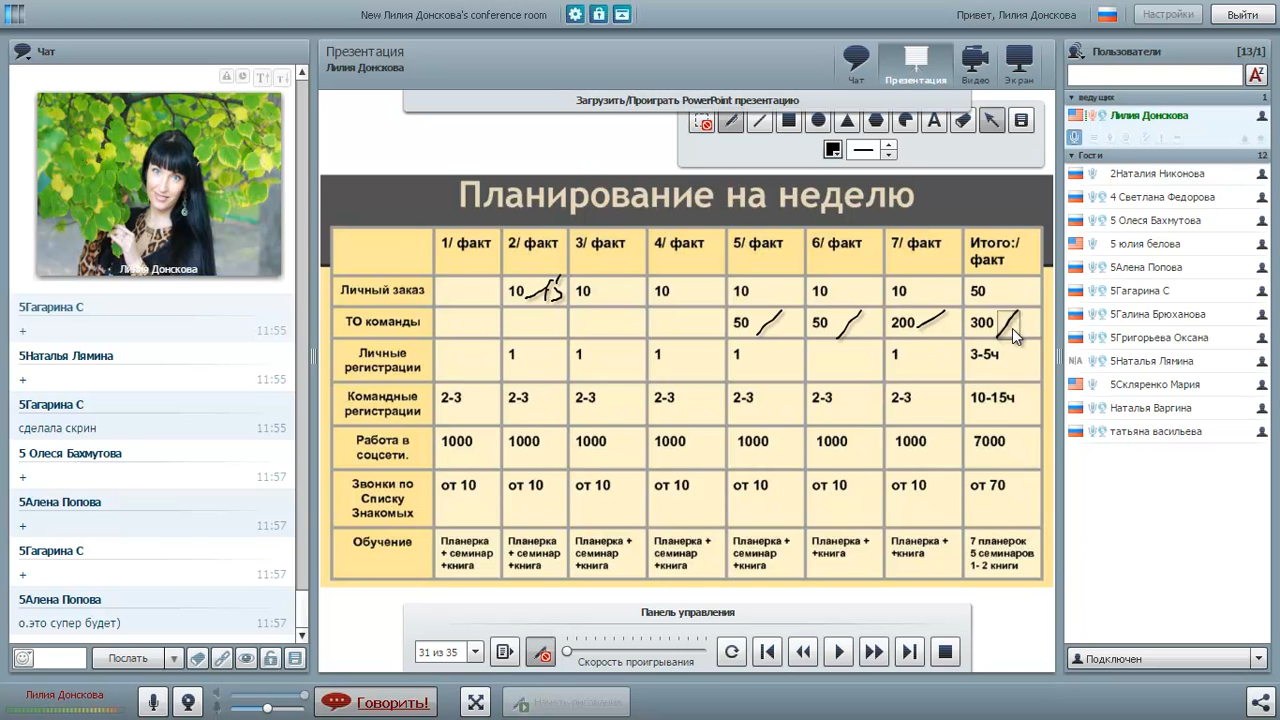 New Лилия Донскова's conference room
Привет, Лилия Донскова
Настройки
Выйти
Чат
Лилия Донскова
5Гагарина С
+ 11:55
5Наталья Лямина
+ 11:55
5Гагарина С
сделала скрин 11:55
5 Олеся Бахмутова
+ 11:57
5Алена Попова
+ 11:57
5Гагарина С
+ 11:57
5Алена Попова
о.это супер будет) 11:57
Послать
Презентация
Лилия Донскова
Чат
Презентация
Видео
Экран
Загрузить/Проиграть PowerPoint презентацию
Планирование на неделю
1/ факт 2/ факт 3/ факт 4/ факт 5/ факт 6/ факт 7/ факт Итого:/ факт
Личный заказ 10 10 10 10 10 10 50
ТО команды 50 50 200 300
Личные регистрации 1 1 1 1 1 3-5ч
Командные регистрации 2-3 2-3 2-3 2-3 2-3 2-3 2-3 10-15ч
Работа в соцсети. 1000 1000 1000 1000 1000 1000 1000 7000
Звонки по Списку Знакомых от 10 от 10 от 10 от 10 от 10 от 10 от 10 от 70
Обучение Планерка + семинар +книга Планерка + семинар +книга Планерка + семинар +книга Планерка + семинар +книга Планерка + семинар +книга Планерка + +книга Планерка + +книга 7 планерок 5 семинаров 1- 2 книги
Панель управления
31 из 35
Скорость проигрывания
Пользователи [13/1]
ведущих 1
Лилия Донскова
Гости 12
2Наталия Никонова
4 Светлана Федорова
5 Олеся Бахмутова
5 юлия белова
5Алена Попова
5Гагарина С
5Галина Брюханова
5Григорьева Оксана
N/A 5Наталья Лямина
5Скляренко Мария
Наталья Варгина
татьяна васильева
Подключен
Лилия Донскова
Говорить!